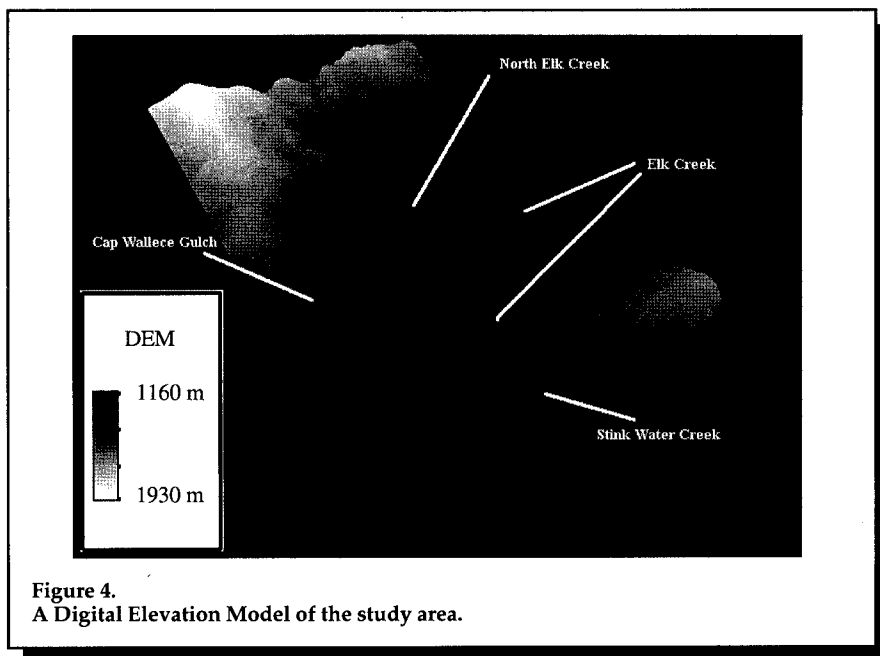 North Elk Creek
Elk Creek
Cap Wallece Gulch
DEM
1160 m
1930 m
Stink Water Creek
Figure 4.
A Digital Elevation Model of the study area.